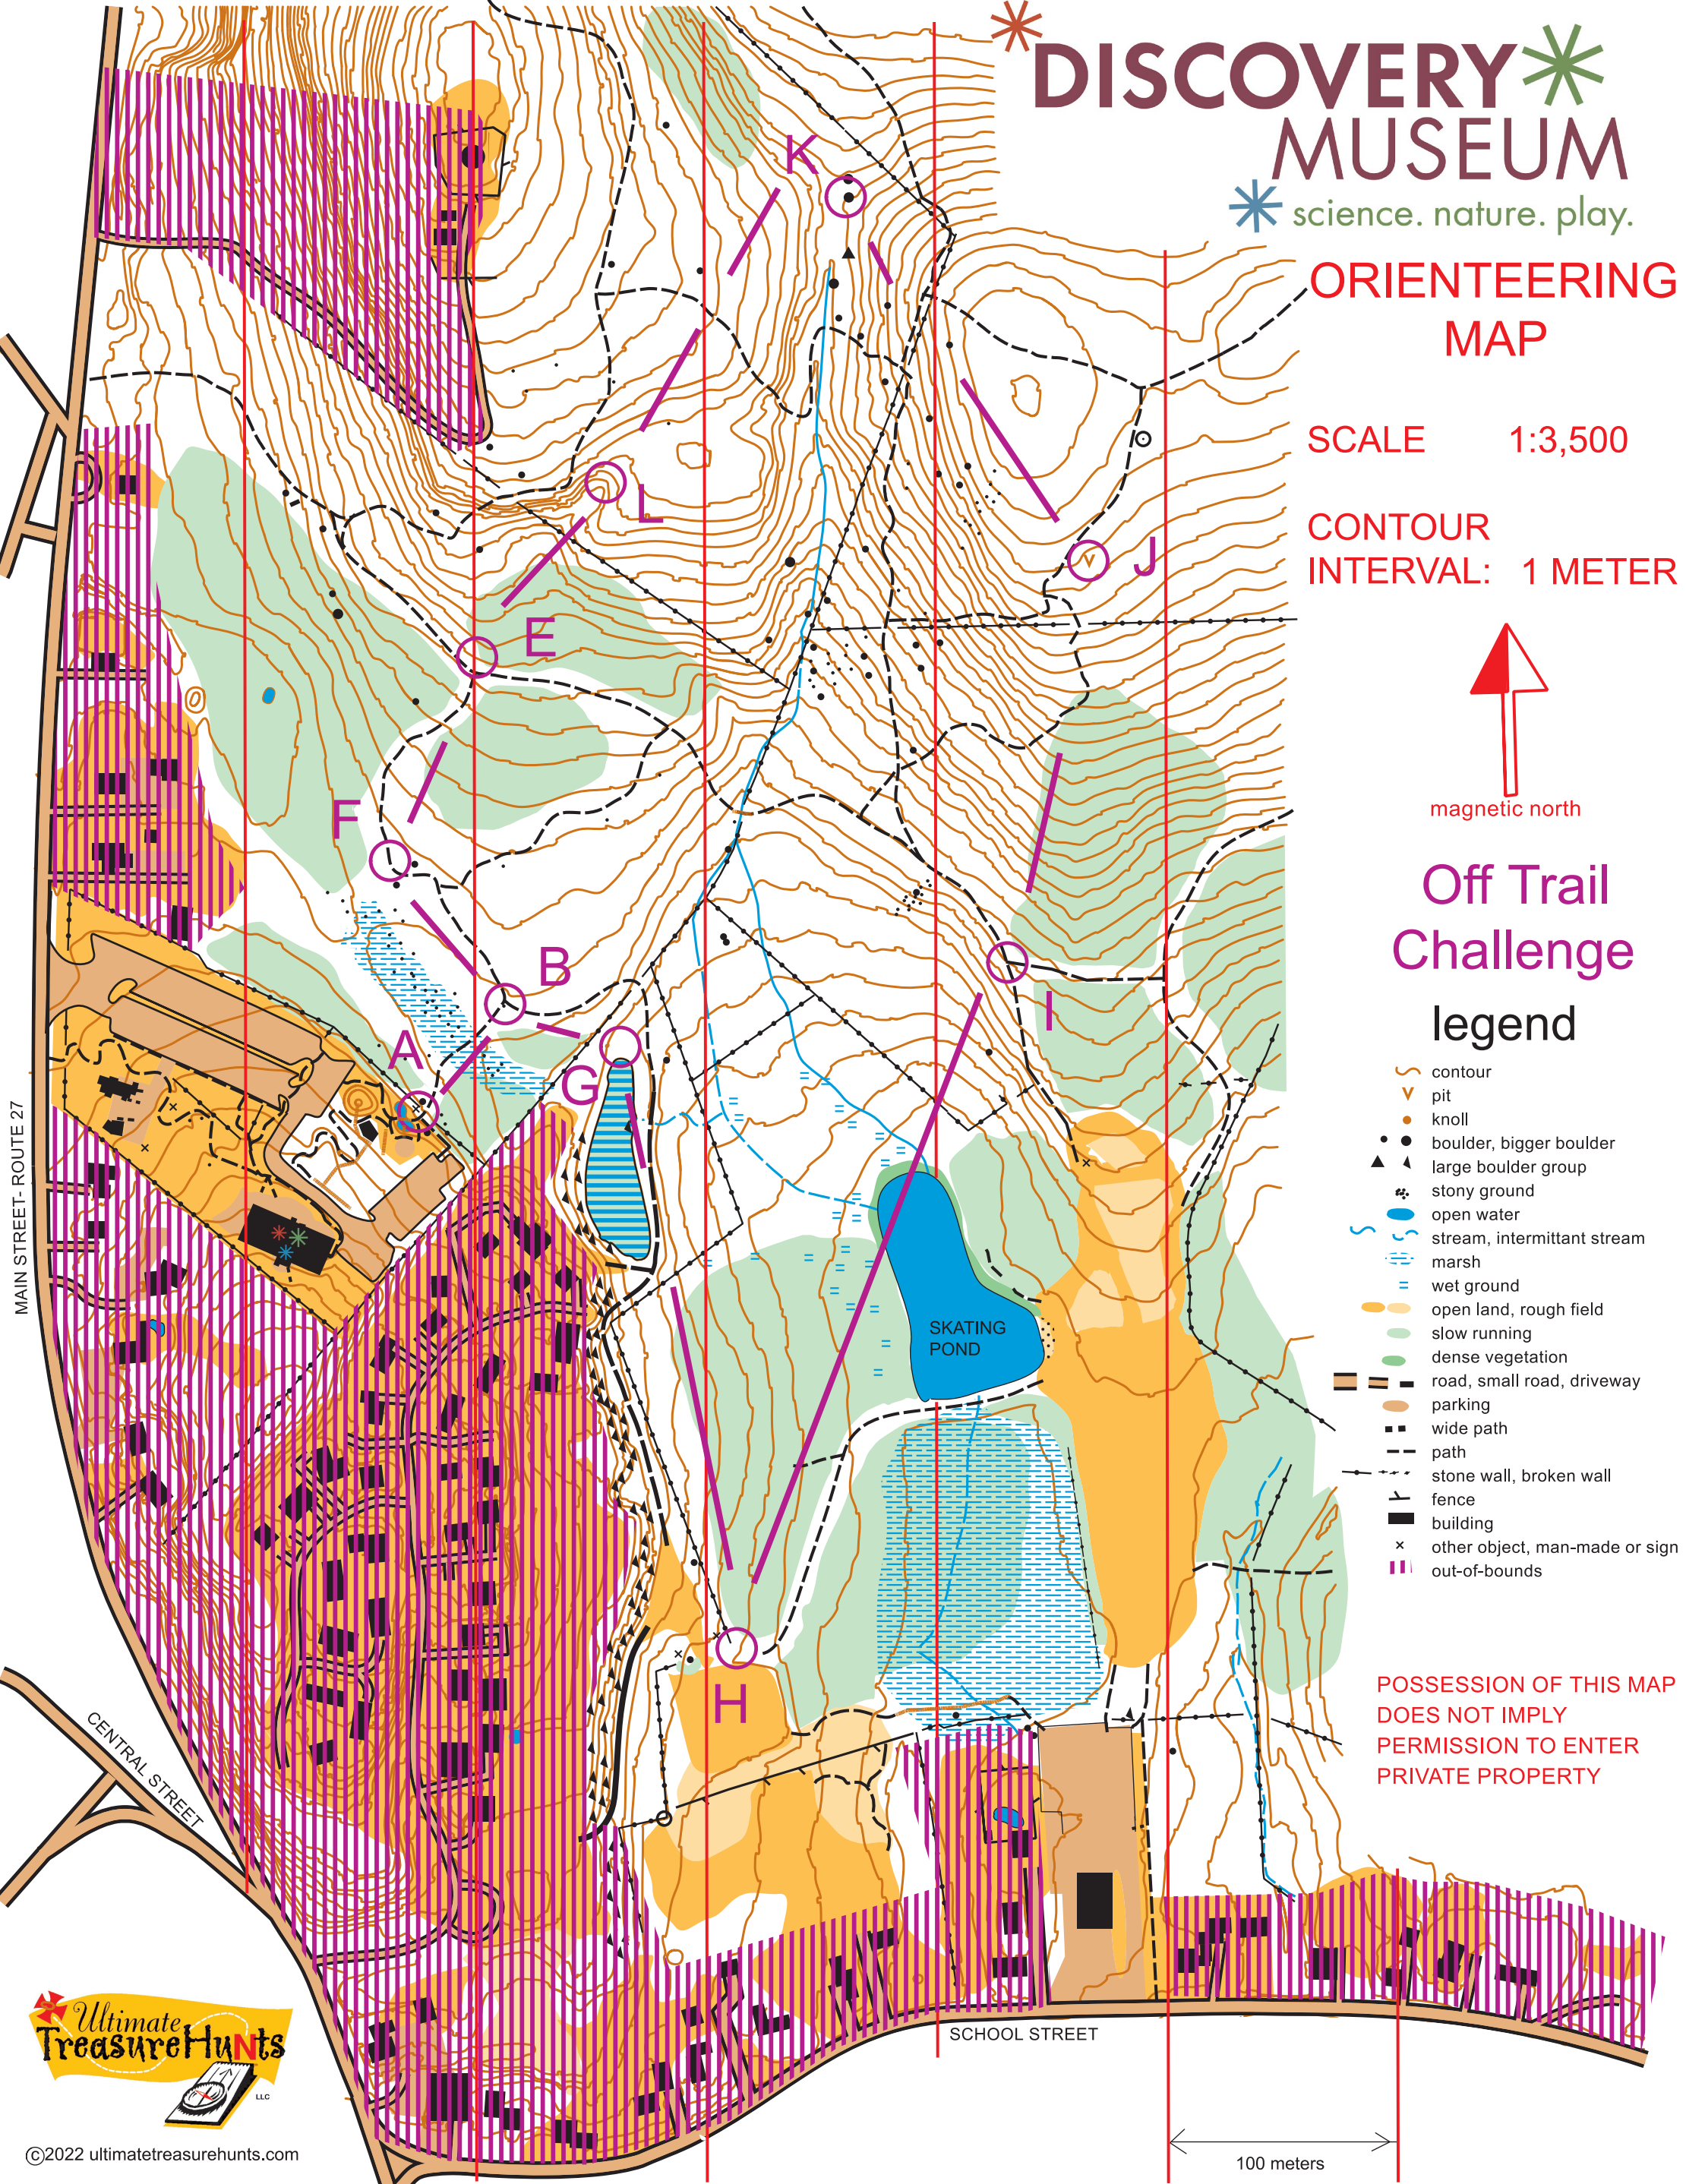 DISCOVERY
MUSEUM
science. nature. play.
ORIENTEERING
MAP
SCALE 1:3,500
CONTOUR
INTERVAL: 1 METER
magnetic north
Off Trail
Challenge
legend
contour
pit
knoll
boulder, bigger boulder
large boulder group
stony ground
open water
stream, intermittant stream
marsh
wet ground
open land, rough field
slow running
dense vegetation
road, small road, driveway
parking
wide path
path
stone wall, broken wall
fence
building
other object, man-made or sign
out-of-bounds
POSSESSION OF THIS MAP
DOES NOT IMPLY
PERMISSION TO ENTER
PRIVATE PROPERTY
K
L
J
E
F
B
I
A
G
H
SKATING
POND
MAIN STREET- ROUTE 27
CENTRAL STREET
SCHOOL STREET
100 meters
Ultimate
TreasureHuNts
LLC
©2022 ultimatetreasurehunts.com